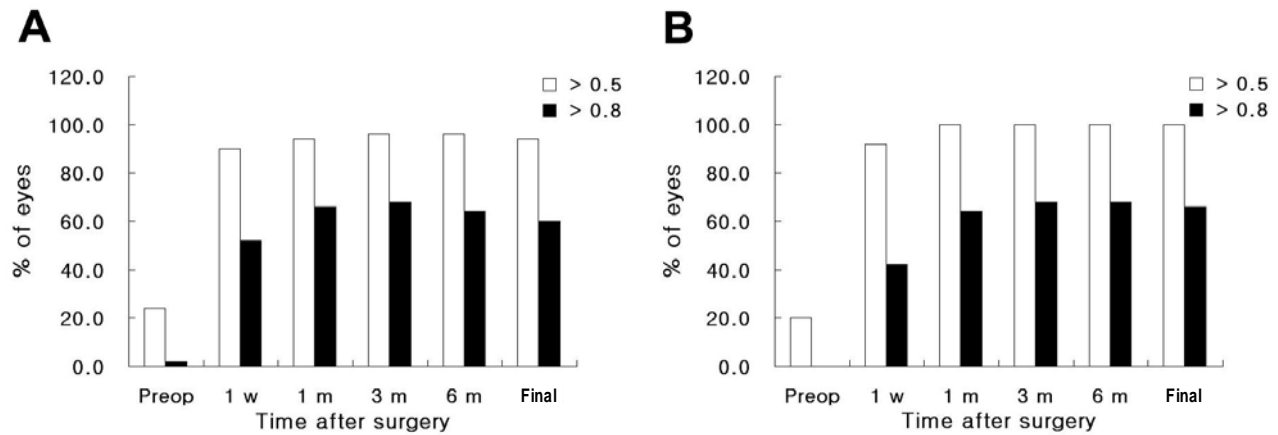 A
120.0
100.0
80.0
60.0
40.0
20.0
0.0
% of eyes
> 0.5
> 0.8
Preop 1 w 1 m 3 m 6 m Final
Time after surgery
B
120.0
100.0
80.0
60.0
40.0
20.0
0.0
% of eyes
> 0.5
> 0.8
Preop 1 w 1 m 3 m 6 m Final
Time after surgery